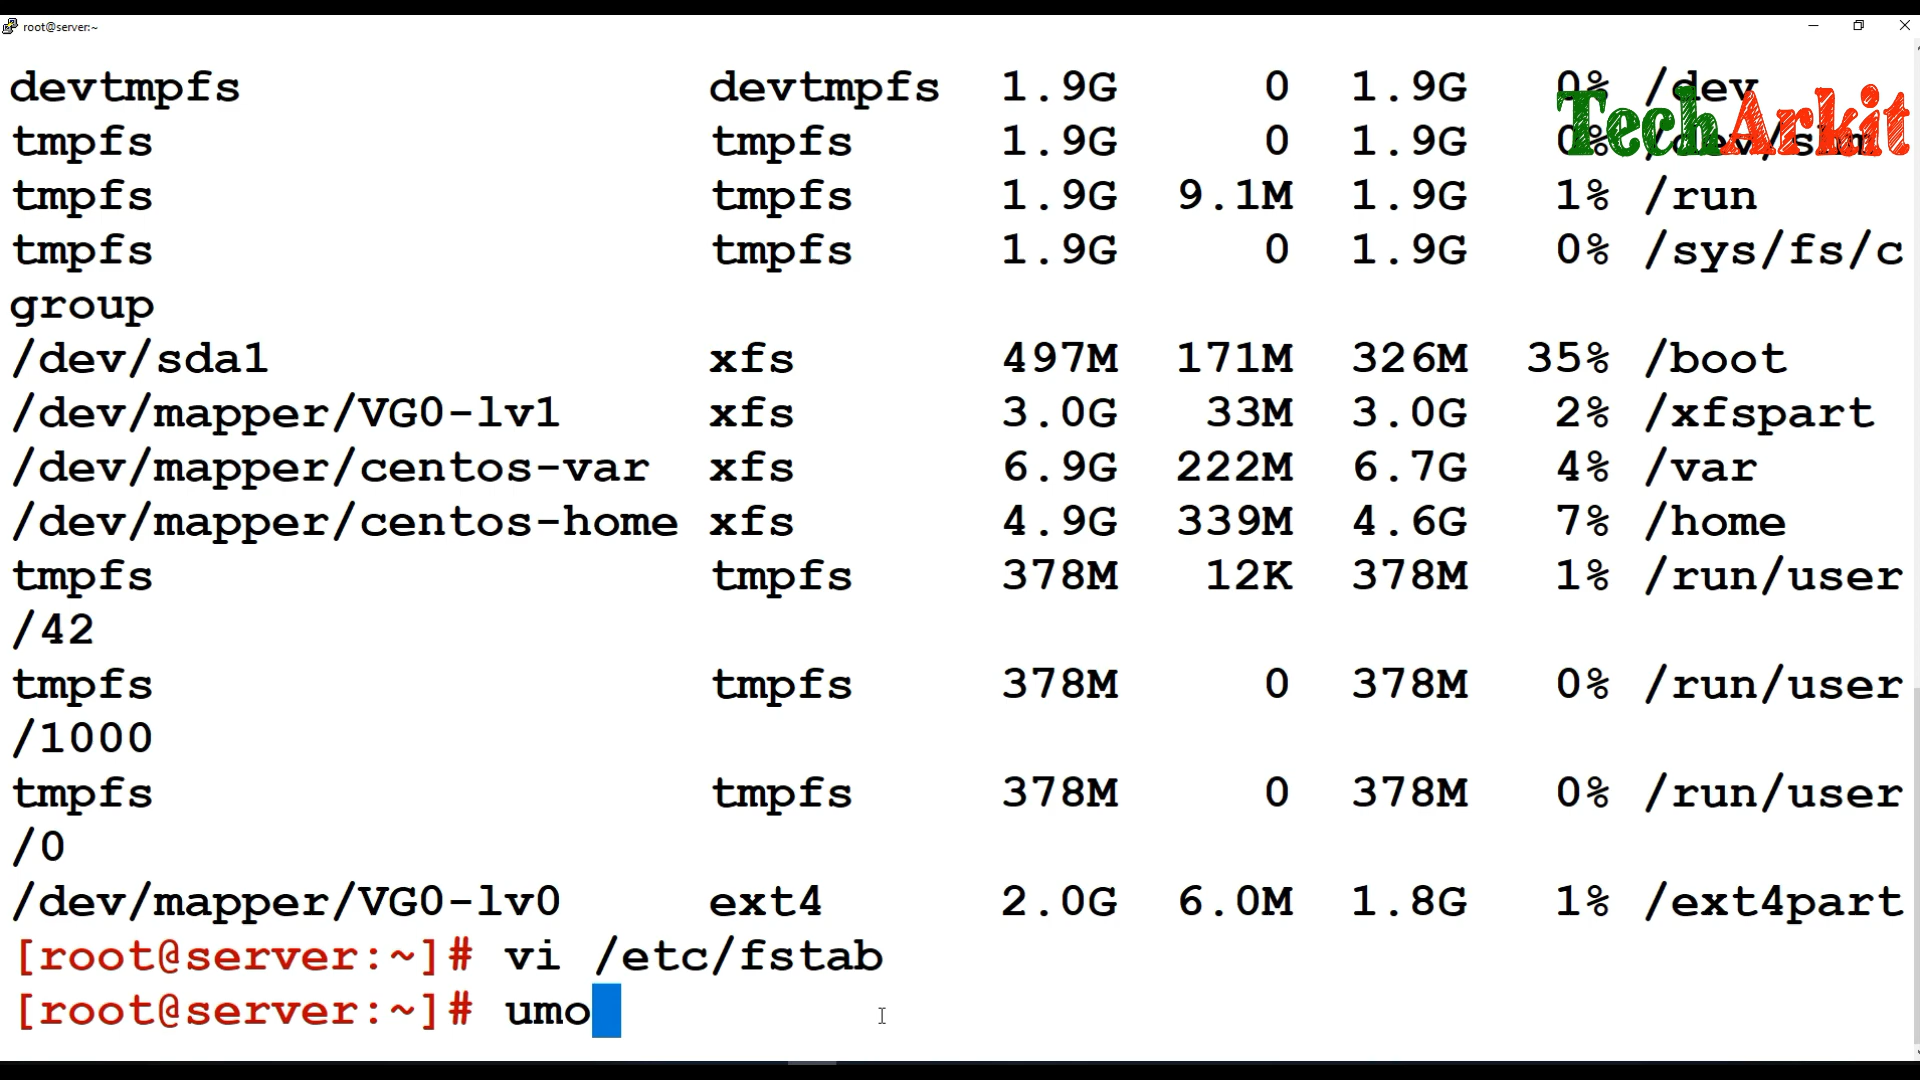 root@server:~
devtmpfs devtmpfs 1.9G 0 1.9G 0% /dev
TechArkit
tmpfs tmpfs 1.9G 0 1.9G 0% /dev/shm
tmpfs tmpfs 1.9G 9.1M 1.9G 1% /run
tmpfs tmpfs 1.9G 0 1.9G 0% /sys/fs/c
group
/dev/sda1 xfs 497M 171M 326M 35% /boot
/dev/mapper/VG0-lv1 xfs 3.0G 33M 3.0G 2% /xfspart
/dev/mapper/centos-var xfs 6.9G 222M 6.7G 4% /var
/dev/mapper/centos-home xfs 4.9G 339M 4.6G 7% /home
tmpfs tmpfs 378M 12K 378M 1% /run/user
/42
tmpfs tmpfs 378M 0 378M 0% /run/user
/1000
tmpfs tmpfs 378M 0 378M 0% /run/user
/0
/dev/mapper/VG0-lv0 ext4 2.0G 6.0M 1.8G 1% /ext4part
[root@server:~]# vi /etc/fstab
[root@server:~]# umo